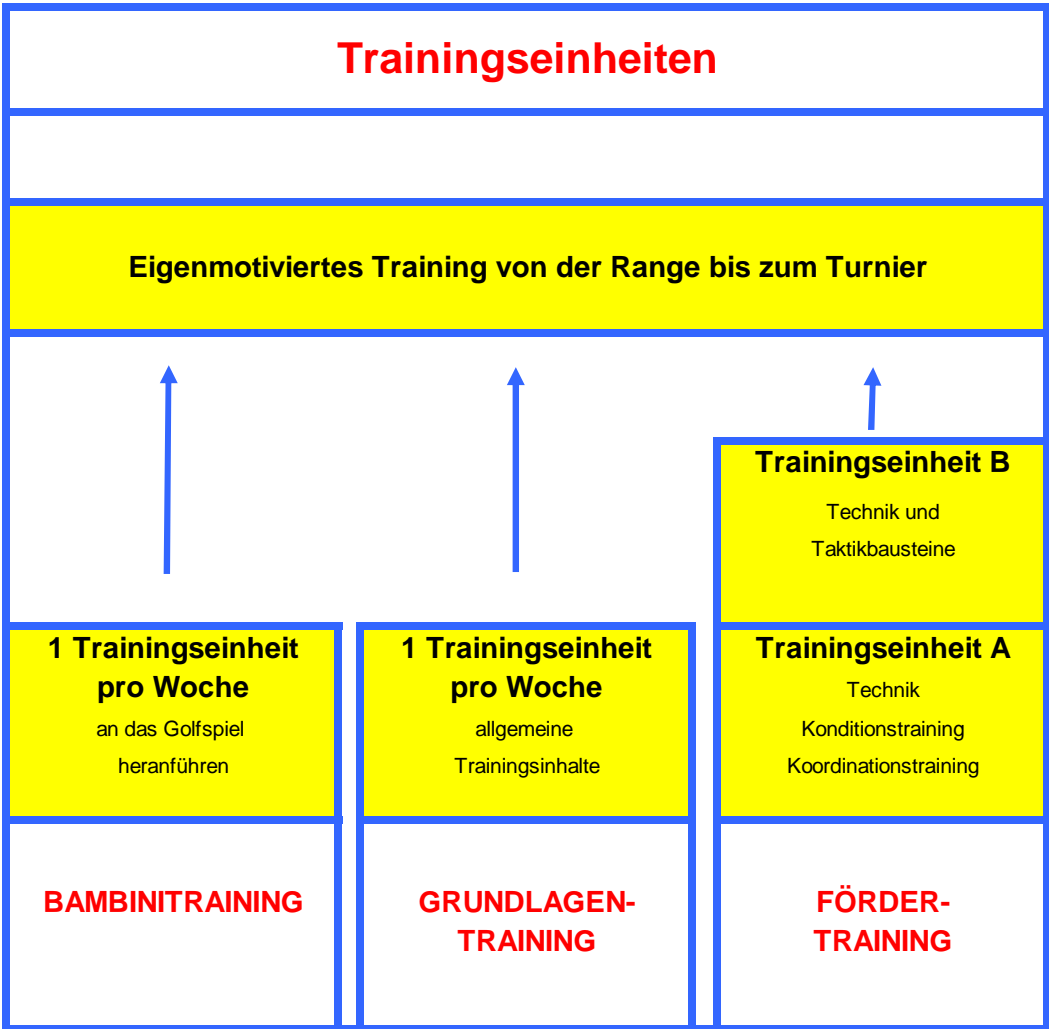 Trainingseinheiten
Eigenmotiviertes Training von der Range bis zum Turnier
Trainingseinheit B
Technik und
Taktikbausteine
1 Trainingseinheit
pro Woche
an das Golfspiel
heranführen
1 Trainingseinheit
pro Woche
allgemeine
Trainingsinhalte
Trainingseinheit A
Technik
Konditionstraining
Koordinationstraining
BAMBINITRAINING
GRUNDLAGEN-
TRAINING
FÖRDER-
TRAINING